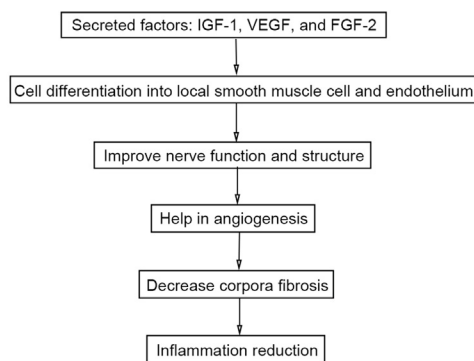 Secreted factors: IGF-1, VEGF, and FGF-2
Cell differentiation into local smooth muscle cell and endothelium
Improve nerve function and structure
Help in angiogenesis
Decrease corpora fibrosis
Inflammation reduction